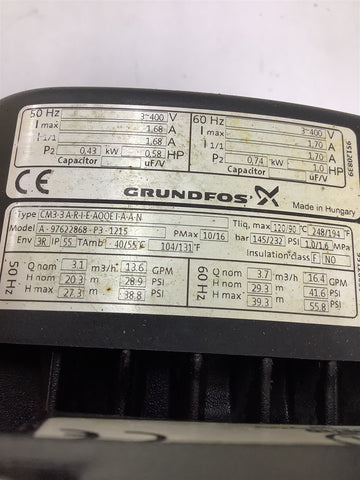 50 Hz 3~400 V
I max 1.68 A
I 1/1 1.68 A
P2 0,43 kW 0,58 HP
Capacitor uF/V
60 Hz 3~400 V
I max 1.70 A
I 1/1 1.70 A
P2 0,74 kW 1.0 HP
Capacitor uF/V
CE GRUNDFOS Made in Hungary
Type CM3-3 A-R-I-E-AQQE I-A-A-N
Model A - 97622868 - P3 - 1215 PMax 10/16 bar 145/232 PSI 1,0/1,6 MPa
Tliq, max 120/90 °C 248/194 °F
Env 3R, IP 55 TAmb 40/55 °C 104/131 °F Insulation class F NO
50 Hz
Q nom 3.1 m3/h 13.6 GPM
H nom 20.3 m 28.9 PSI
H max 27.3 m 38.8 PSI
60 Hz
Q nom 3.7 m3/h 16.4 GPM
H nom 29.3 m 41.6 PSI
H max 39.3 m 55.8 PSI